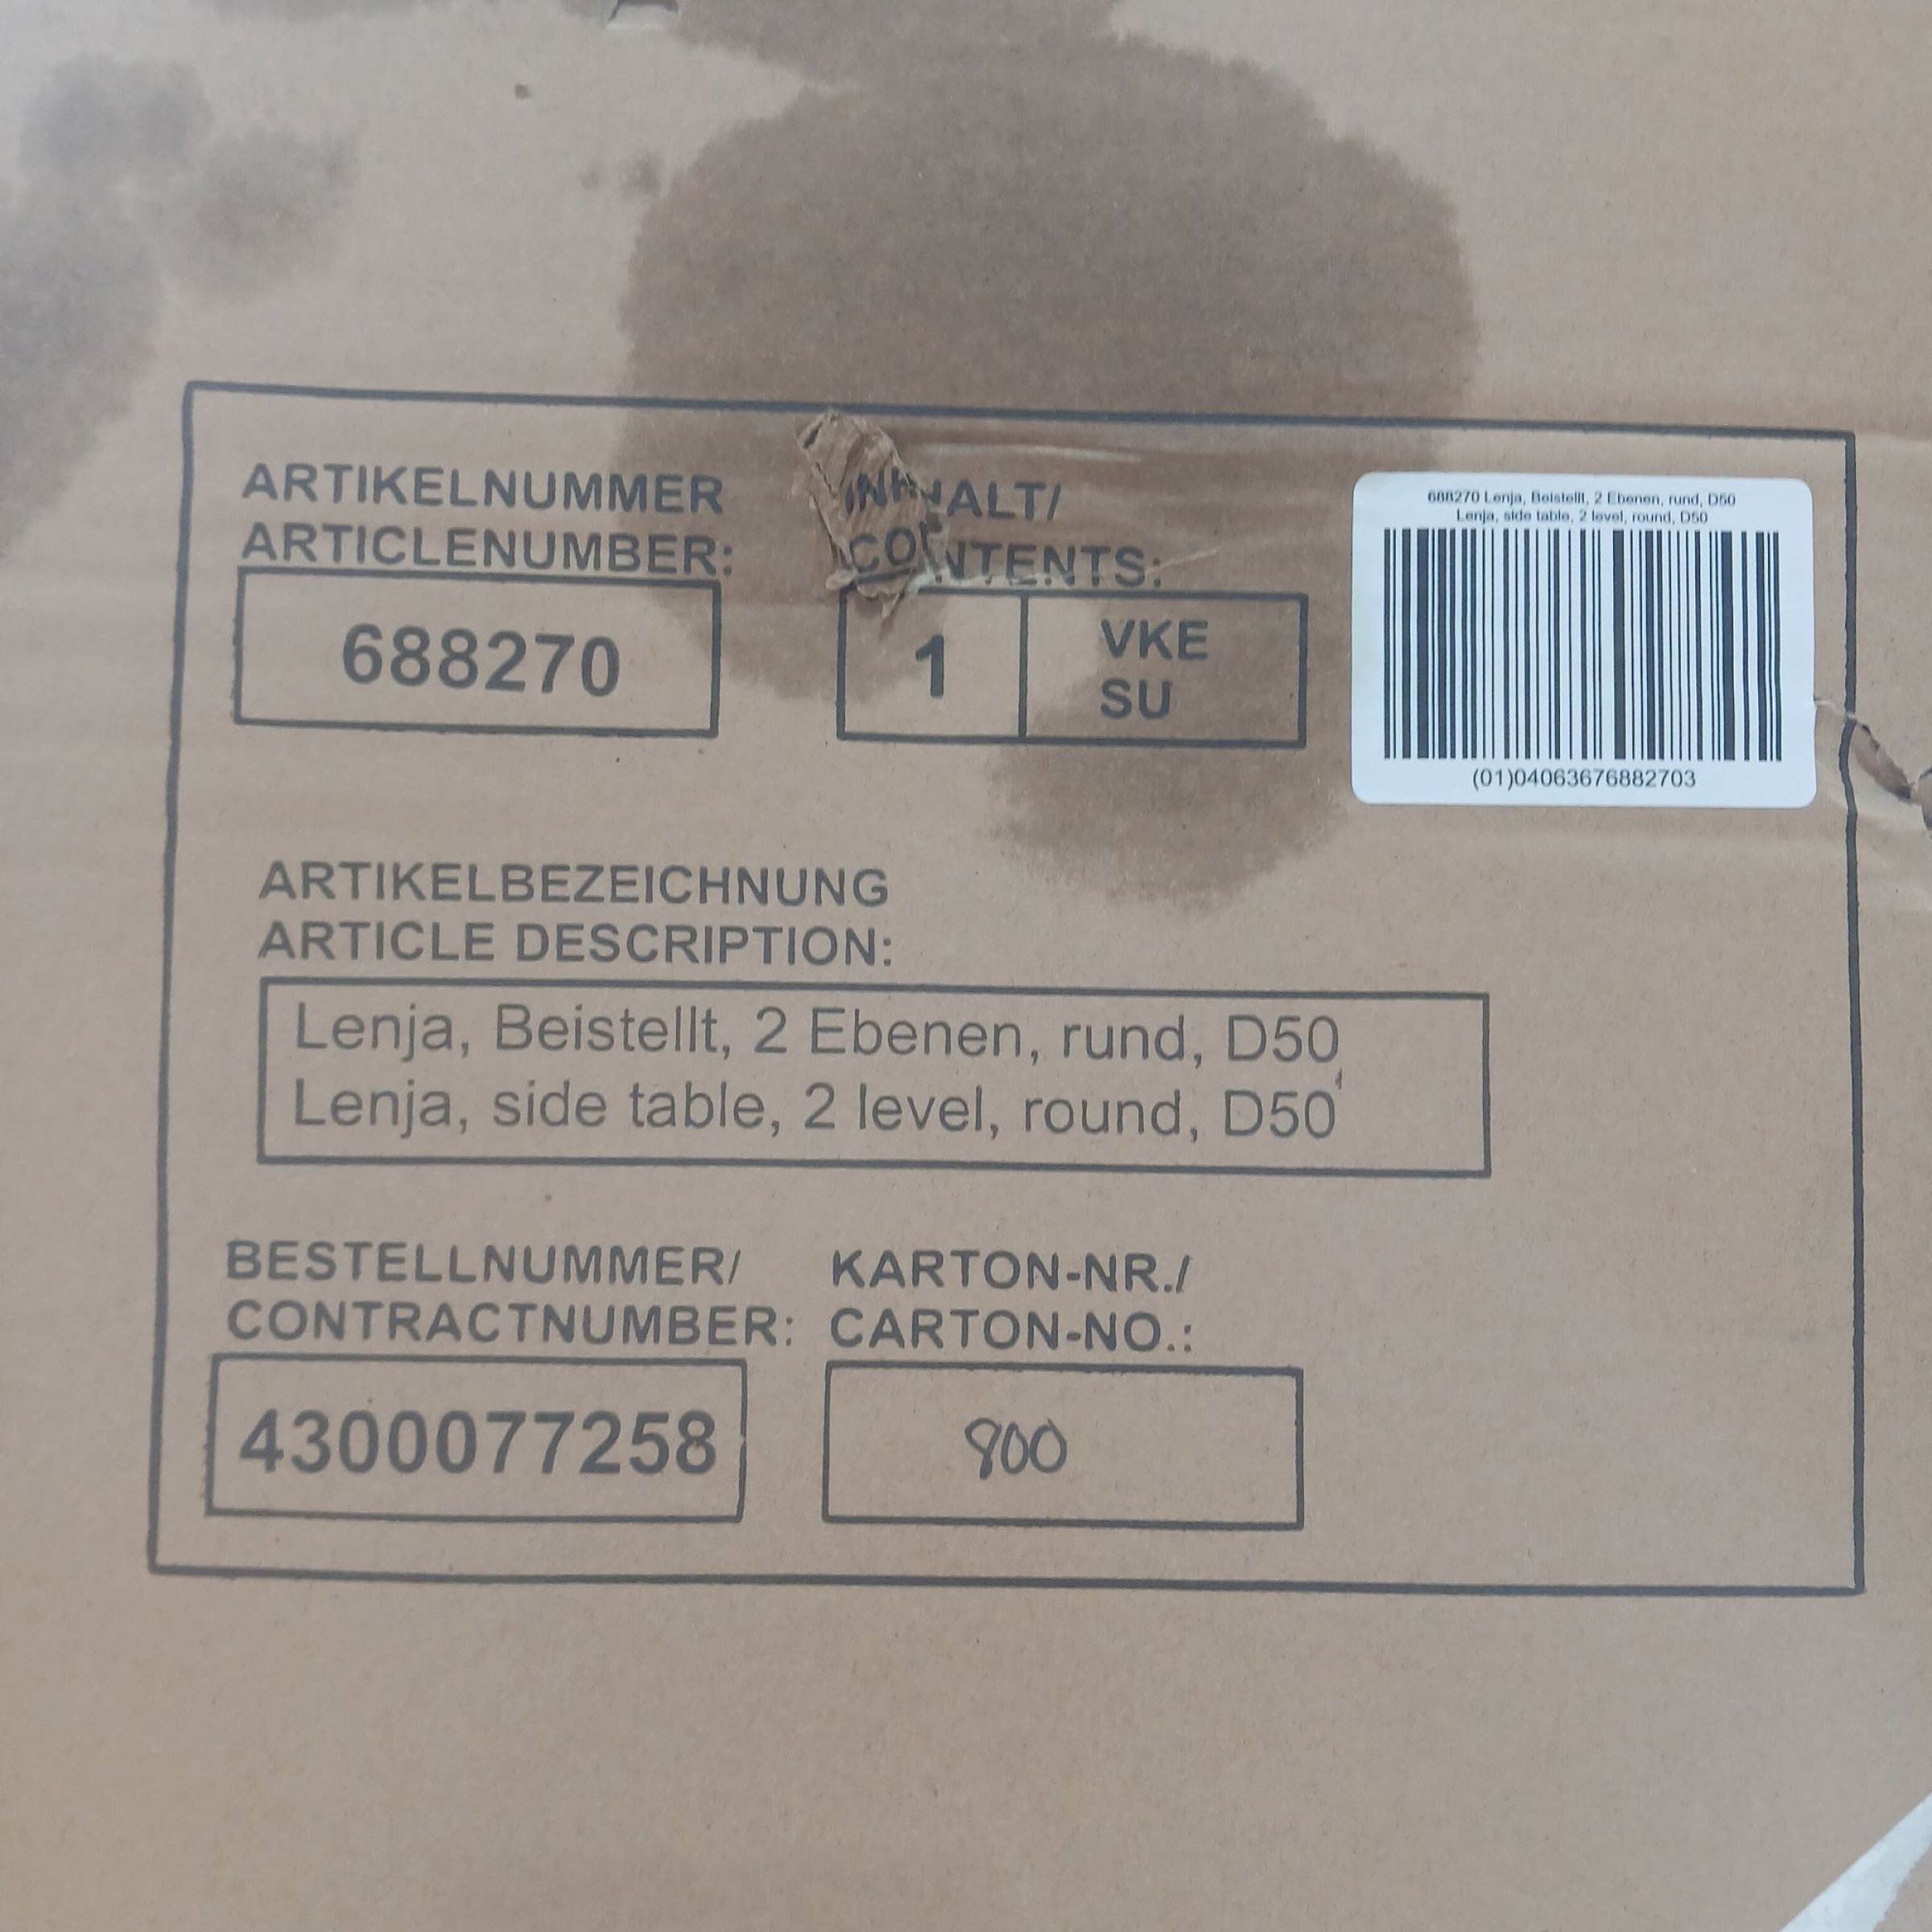 ARTIKELNUMMER
ARTICLENUMBER:
688270
INHALT/
CONTENTS:
1
VKE
SU
688270 Lenja, Beistellt, 2 Ebenen, rund, D50
Lenja, side table, 2 level, round, D50
(01)04063676882703
ARTIKELBEZEICHNUNG
ARTICLE DESCRIPTION:
Lenja, Beistellt, 2 Ebenen, rund, D50
Lenja, side table, 2 level, round, D50
BESTELLNUMMER/
CONTRACTNUMBER:
4300077258
KARTON-NR./
CARTON-NO.:
900